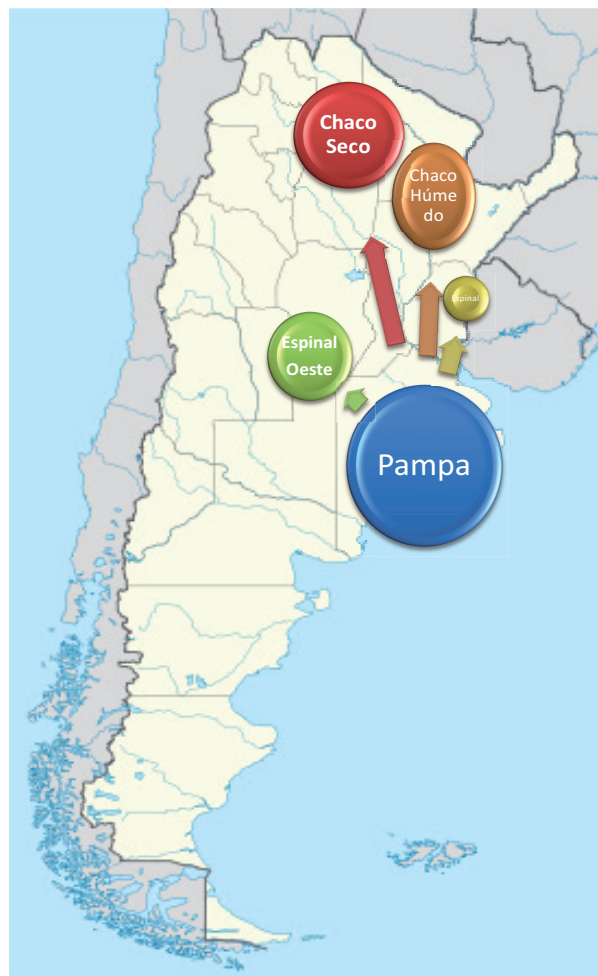 Chaco
Seco
Chaco
Húme
do
Espinal
Espinal
Oeste
Pampa